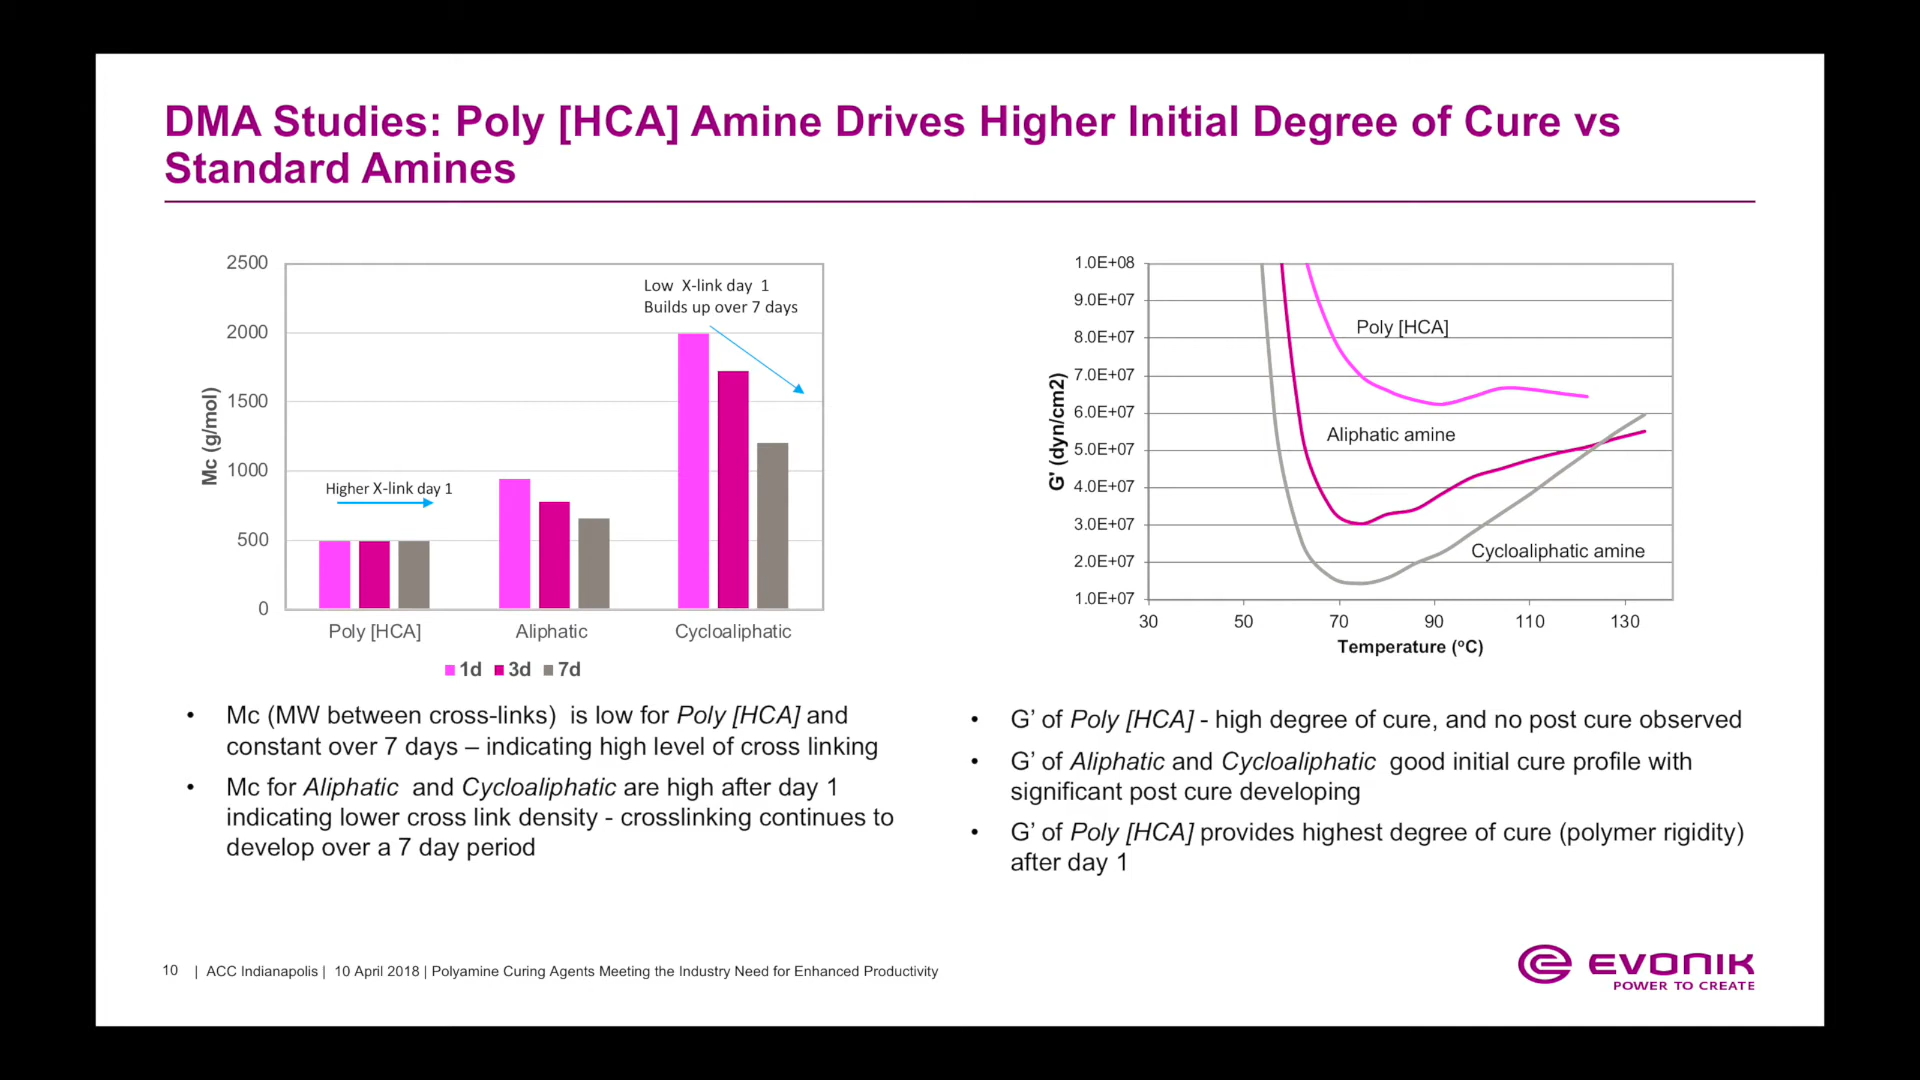 DMA Studies: Poly [HCA] Amine Drives Higher Initial Degree of Cure vs
Standard Amines
2500
2000
1500
1000
500
0
Mc (g/mol)
Low X-link day 1
Builds up over 7 days
Higher X-link day 1
Poly [HCA]
Aliphatic
Cycloaliphatic
1d 3d 7d
• Mc (MW between cross-links) is low for Poly [HCA] and
constant over 7 days – indicating high level of cross linking
• Mc for Aliphatic and Cycloaliphatic are high after day 1
indicating lower cross link density - crosslinking continues to
develop over a 7 day period
1.0E+08
9.0E+07
8.0E+07
7.0E+07
6.0E+07
5.0E+07
4.0E+07
3.0E+07
2.0E+07
1.0E+07
G' (dyn/cm2)
Poly [HCA]
Aliphatic amine
Cycloaliphatic amine
30 50 70 90 110 130
Temperature (ºC)
• G’ of Poly [HCA] - high degree of cure, and no post cure observed
• G’ of Aliphatic and Cycloaliphatic good initial cure profile with
significant post cure developing
• G’ of Poly [HCA] provides highest degree of cure (polymer rigidity)
after day 1
10 | ACC Indianapolis | 10 April 2018 | Polyamine Curing Agents Meeting the Industry Need for Enhanced Productivity
EVONIK
POWER TO CREATE